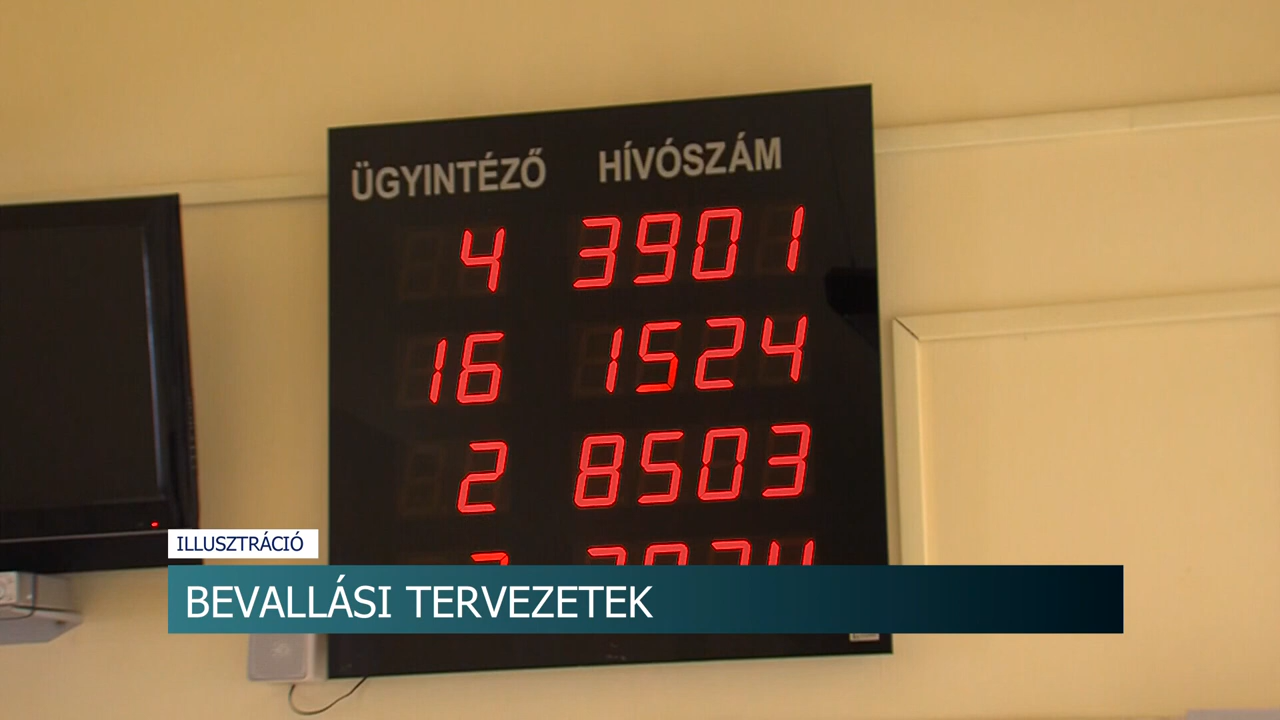 ÜGYINTÉZŐ HÍVÓSZÁM
4 3901
16 1524
2 8503
ILLUSZTRÁCIÓ
BEVALLÁSI TERVEZETEK